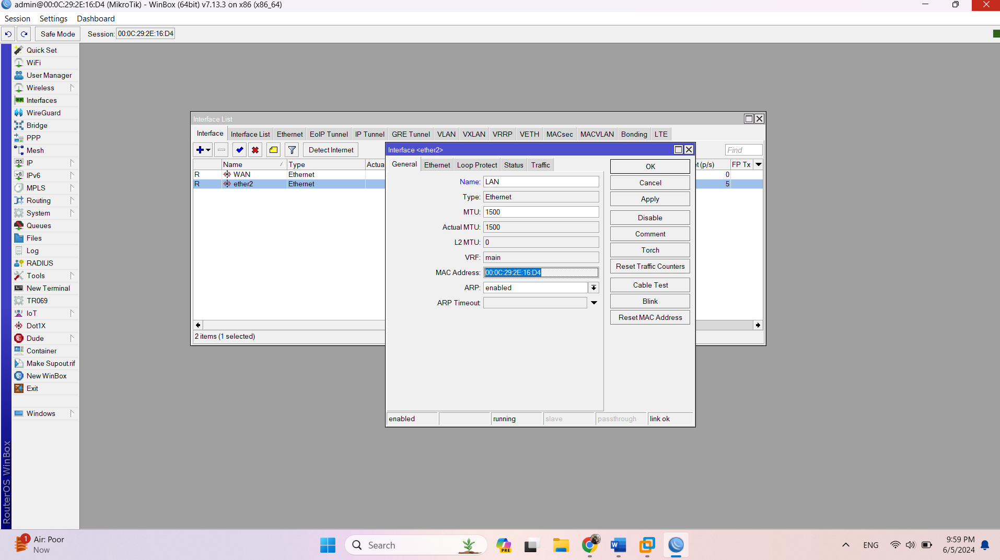 admin@00:0C:29:2E:16:D4 (MikroTik) - WinBox (64bit) v7.13.3 on x86 (x86_64)
Session Settings Dashboard
Safe Mode Session: 00:0C:29:2E:16:D4
Quick Set
WiFi
User Manager
Wireless
Interfaces
WireGuard
Bridge
PPP
Mesh
IP
IPv6
MPLS
Routing
System
Queues
Files
Log
RADIUS
Tools
New Terminal
TR069
IoT
Dot1X
Dude
Container
Make Supout.rif
New WinBox
Exit
Windows
RouterOS WinBox
Interface List
Interface Interface List Ethernet EoIP Tunnel IP Tunnel GRE Tunnel VLAN VXLAN VRRP VETH MACsec MACVLAN Bonding LTE
Detect Internet Find
Name Type Actua t (p/s) FP Tx
R WAN Ethernet 0
R ether2 Ethernet 5
2 items (1 selected)
Interface <ether2>
General Ethernet Loop Protect Status Traffic
Name: LAN
Type: Ethernet
MTU: 1500
Actual MTU: 1500
L2 MTU: 0
VRF: main
MAC Address: 00:0C:29:2E:16:D4
ARP: enabled
ARP Timeout:
OK
Cancel
Apply
Disable
Comment
Torch
Reset Traffic Counters
Cable Test
Blink
Reset MAC Address
enabled running slave passthrough link ok
1
Air: Poor
Now
Search
PRE
ENG
9:59 PM
6/5/2024